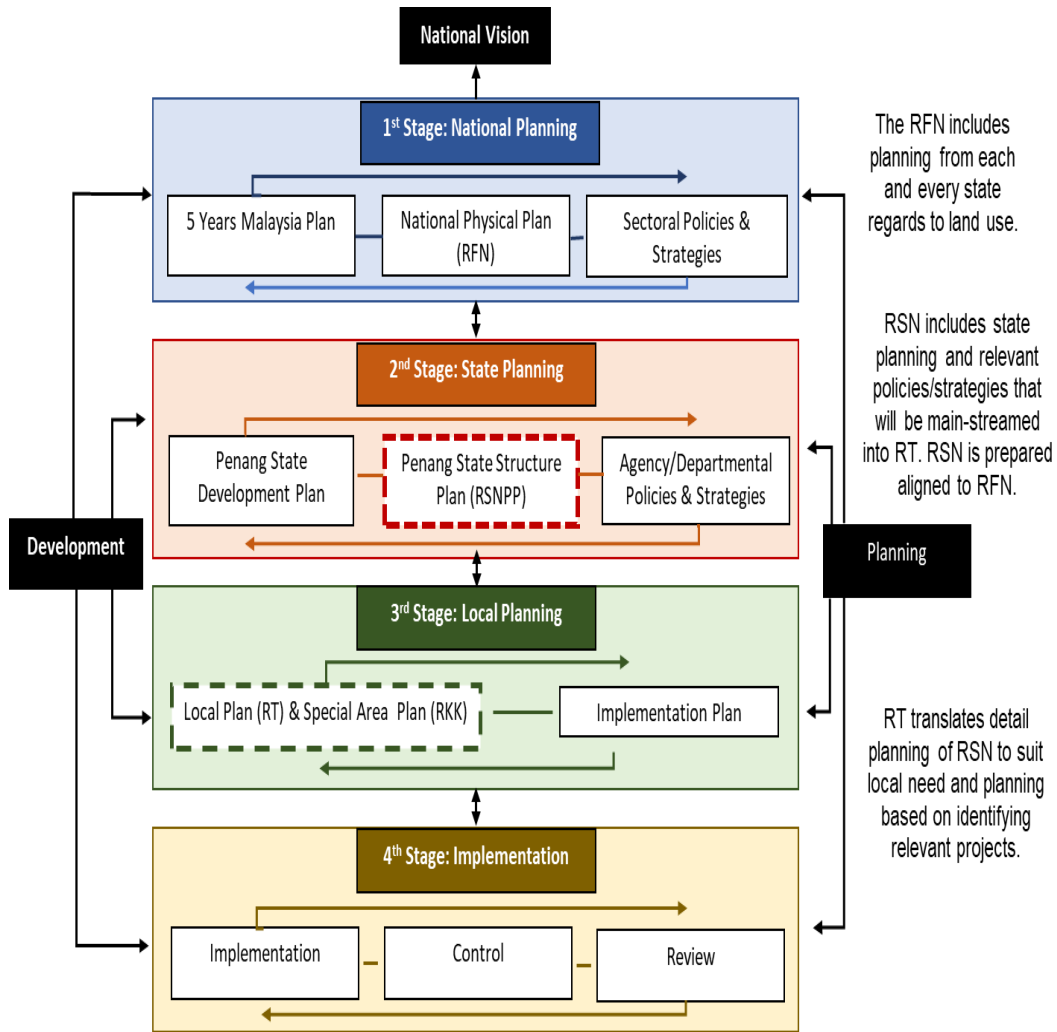 National Vision
1st Stage: National Planning
5 Years Malaysia Plan
National Physical Plan
(RFN)
Sectoral Policies &
Strategies
The RFN includes
planning from each
and every state
regards to land use.
2nd Stage: State Planning
Penang State
Development Plan
Penang State Structure
Plan (RSNPP)
Agency/Departmental
Policies & Strategies
RSN includes state
planning and relevant
policies/strategies that
will be main-streamed
into RT. RSN is prepared
aligned to RFN.
Development
Planning
3rd Stage: Local Planning
Local Plan (RT) & Special Area Plan (RKK)
Implementation Plan
RT translates detail
planning of RSN to suit
local need and planning
based on identifying
relevant projects.
4th Stage: Implementation
Implementation
Control
Review